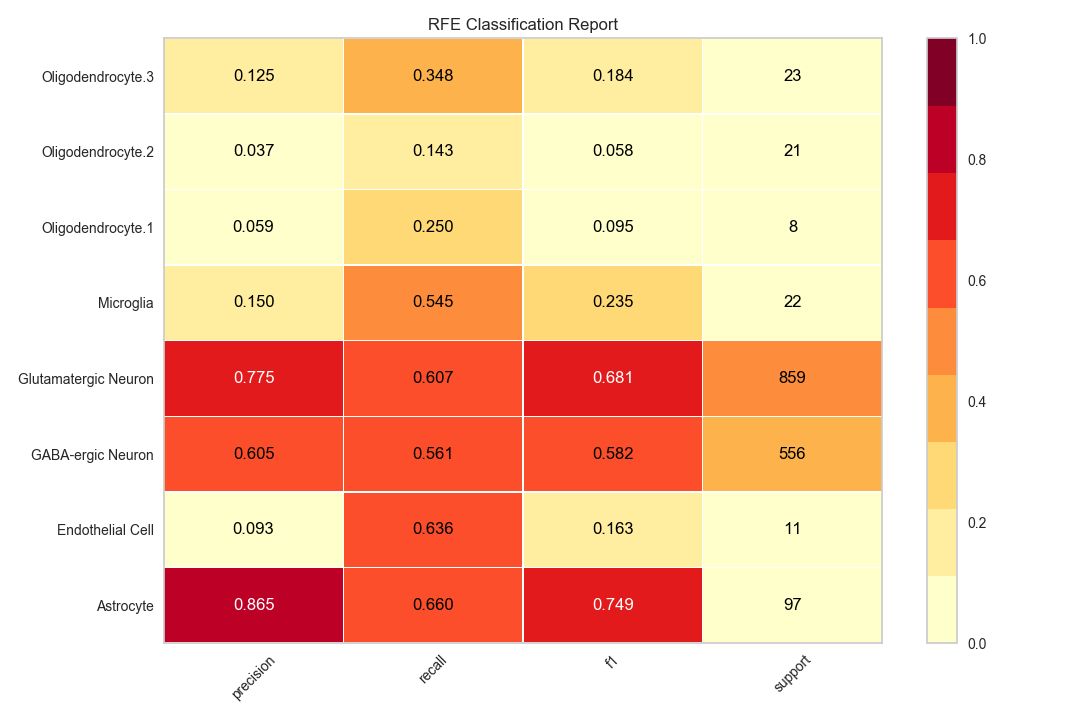 RFE Classification Report
Oligodendrocyte.3 0.125 0.348 0.184 23
Oligodendrocyte.2 0.037 0.143 0.058 21
Oligodendrocyte.1 0.059 0.250 0.095 8
Microglia 0.150 0.545 0.235 22
Glutamatergic Neuron 0.775 0.607 0.681 859
GABA-ergic Neuron 0.605 0.561 0.582 556
Endothelial Cell 0.093 0.636 0.163 11
Astrocyte 0.865 0.660 0.749 97
precision recall f1 support
1.0
0.8
0.6
0.4
0.2
0.0